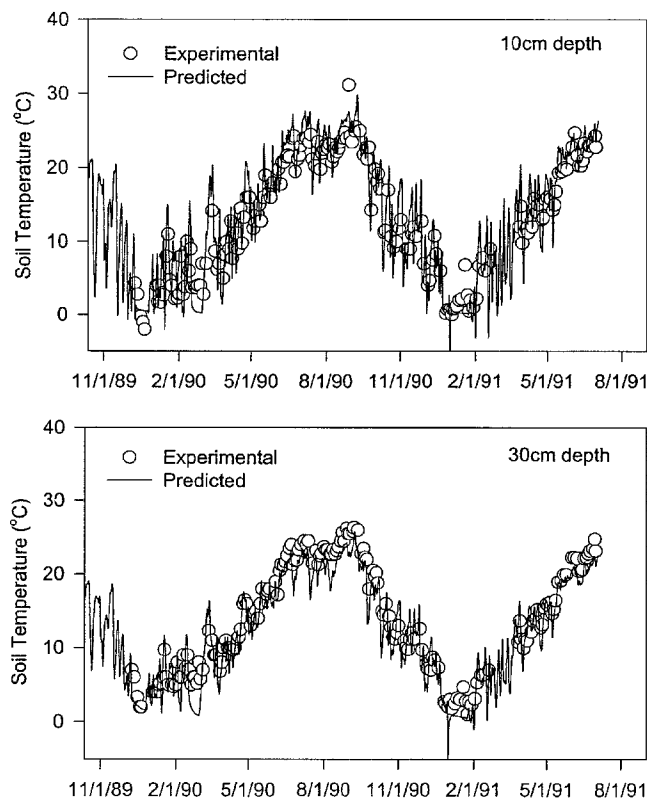 40
30
20
10
0
Soil Temperature (°C)
Experimental
Predicted
10cm depth
11/1/89 2/1/90 5/1/90 8/1/90 11/1/90 2/1/91 5/1/91 8/1/91
40
30
20
10
0
Soil Temperature (°C)
Experimental
Predicted
30cm depth
11/1/89 2/1/90 5/1/90 8/1/90 11/1/90 2/1/91 5/1/91 8/1/91